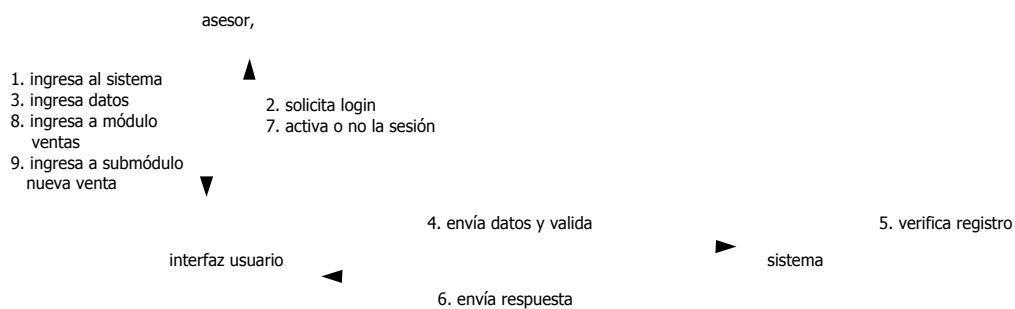 asesor,
1. ingresa al sistema
3. ingresa datos
8. ingresa a módulo
ventas
9. ingresa a submódulo
nueva venta
2. solicita login
7. activa o no la sesión
4. envía datos y valida
5. verifica registro
interfaz usuario
sistema
6. envía respuesta